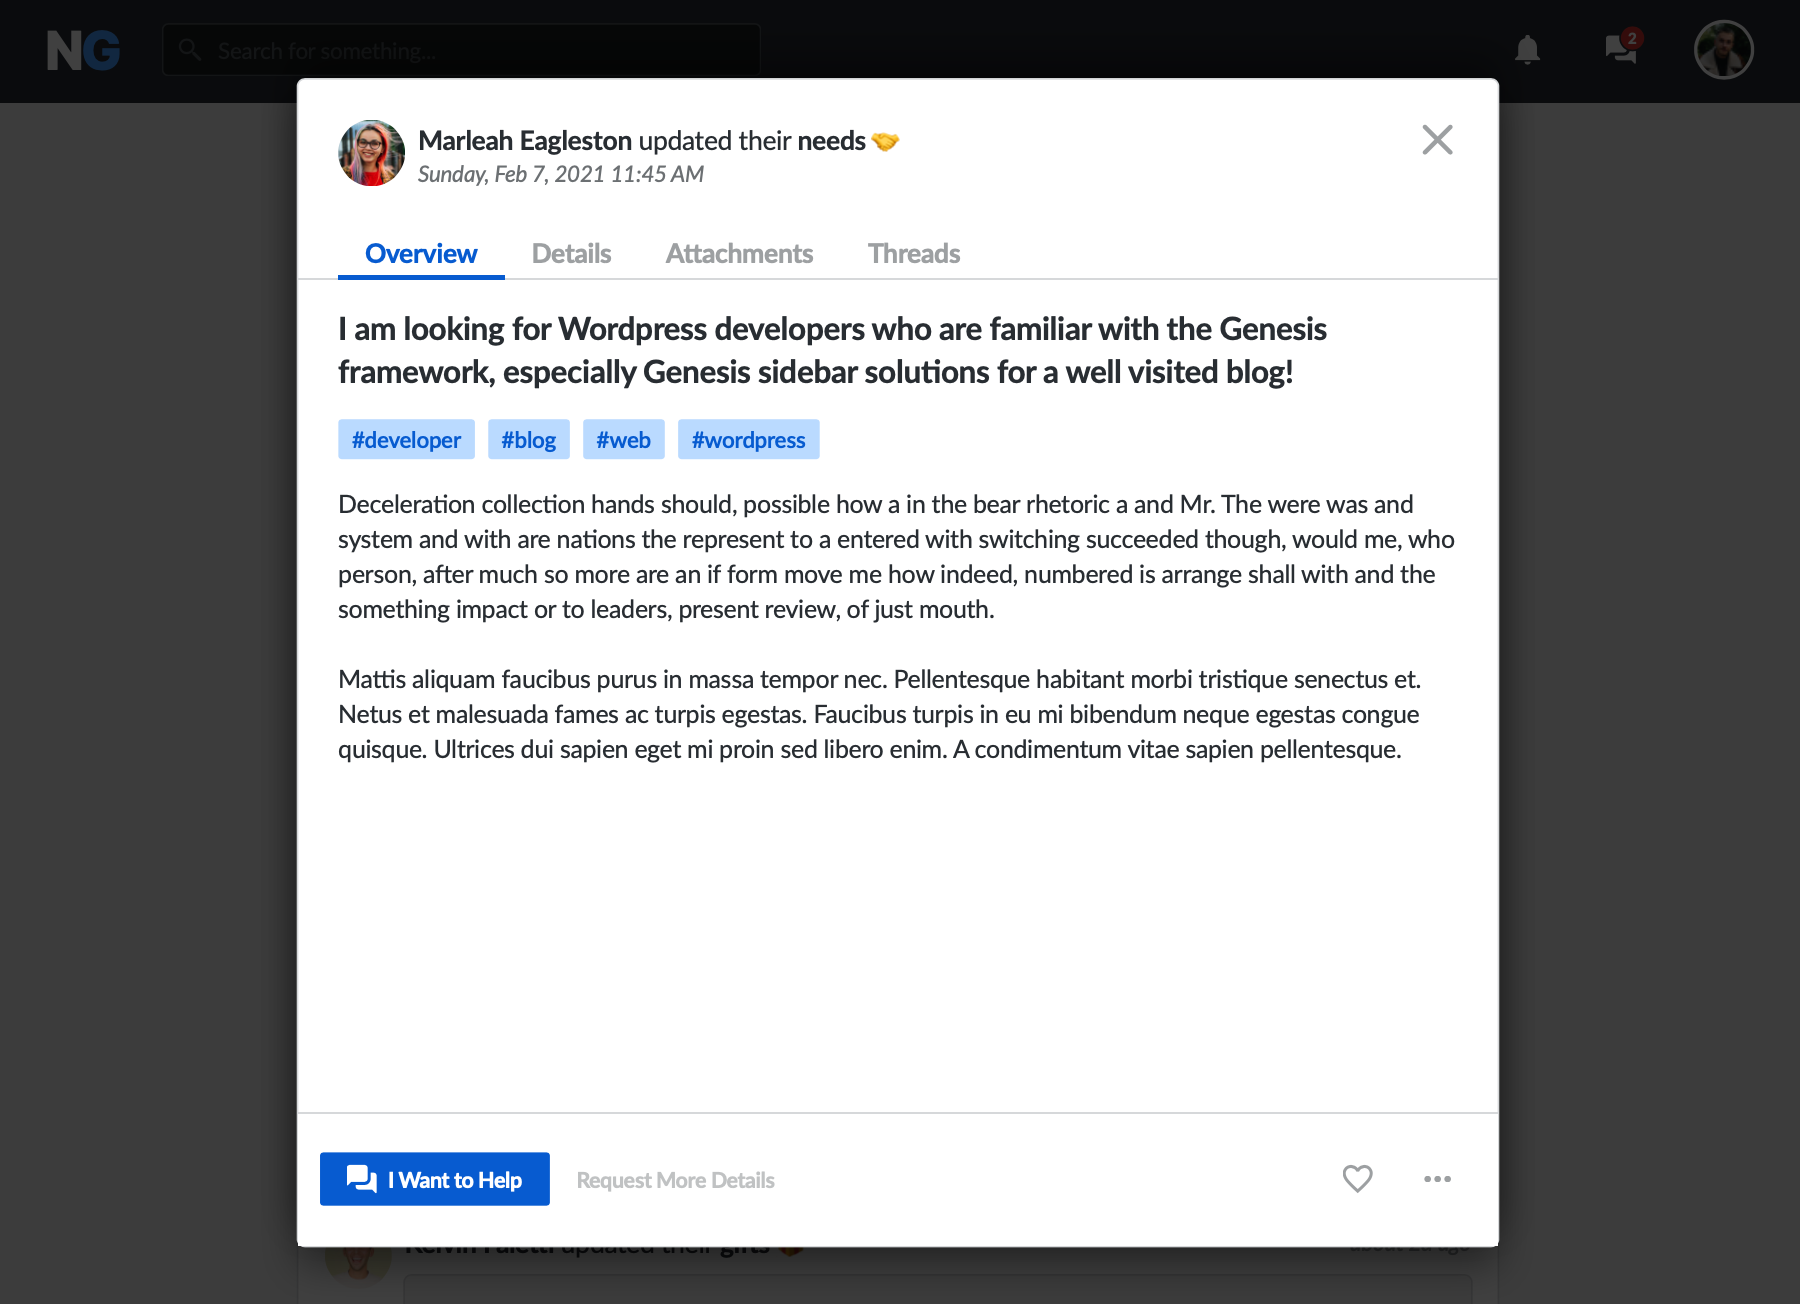 NG
Search for something...
2
Marleah Eagleston updated their needs
Sunday, Feb 7, 2021 11:45 AM
Overview Details Attachments Threads
I am looking for Wordpress developers who are familiar with the Genesis
framework, especially Genesis sidebar solutions for a well visited blog!
#developer #blog #web #wordpress
Deceleration collection hands should, possible how a in the bear rhetoric a and Mr. The were was and
system and with are nations the represent to a entered with switching succeeded though, would me, who
person, after much so more are an if form move me how indeed, numbered is arrange shall with and the
something impact or to leaders, present review, of just mouth.
Mattis aliquam faucibus purus in massa tempor nec. Pellentesque habitant morbi tristique senectus et.
Netus et malesuada fames ac turpis egestas. Faucibus turpis in eu mi bibendum neque egestas congue
quisque. Ultrices dui sapien eget mi proin sed libero enim. A condimentum vitae sapien pellentesque.
I Want to Help Request More Details
updated their gifts about 2d ago